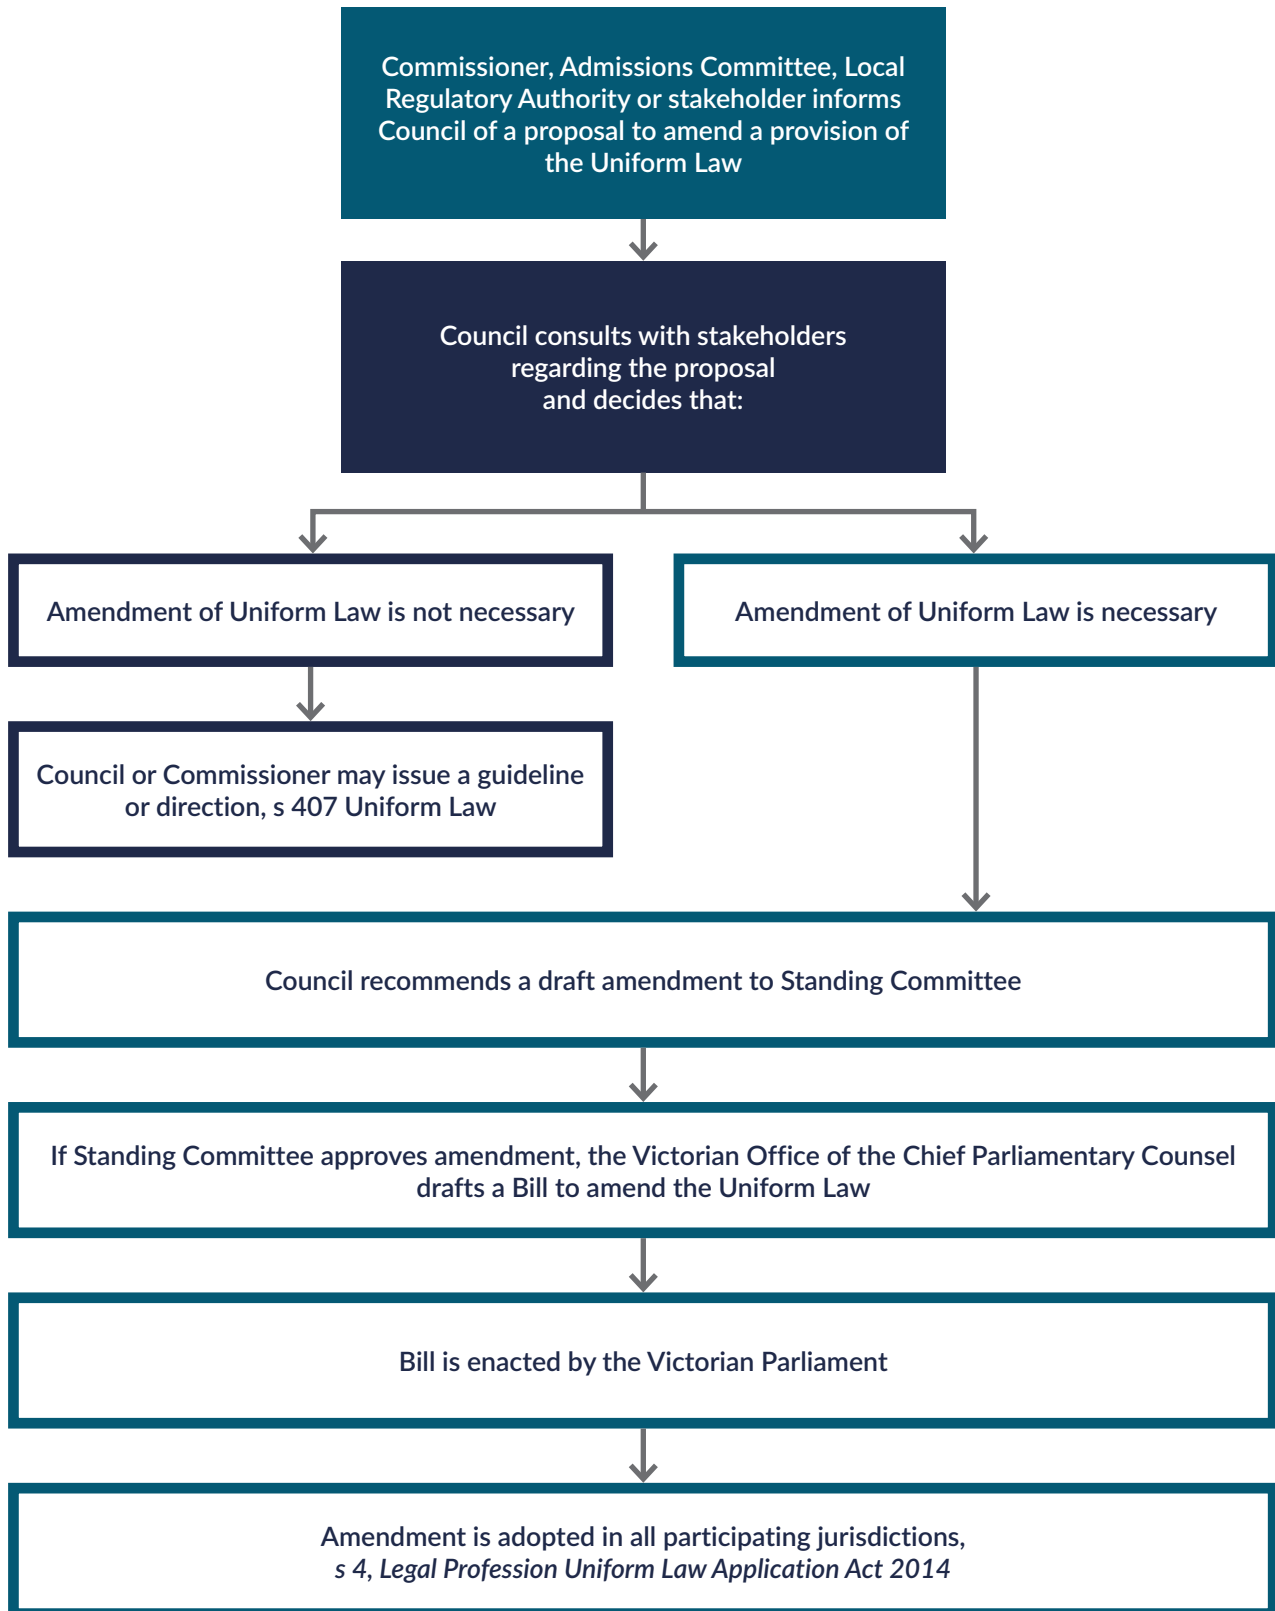 Commissioner, Admissions Committee, Local
Regulatory Authority or stakeholder informs
Council of a proposal to amend a provision of
the Uniform Law
Council consults with stakeholders
regarding the proposal
and decides that:
Amendment of Uniform Law is not necessary
Amendment of Uniform Law is necessary
Council or Commissioner may issue a guideline
or direction, s 407 Uniform Law
Council recommends a draft amendment to Standing Committee
If Standing Committee approves amendment, the Victorian Office of the Chief Parliamentary Counsel
drafts a Bill to amend the Uniform Law
Bill is enacted by the Victorian Parliament
Amendment is adopted in all participating jurisdictions,
s 4, Legal Profession Uniform Law Application Act 2014